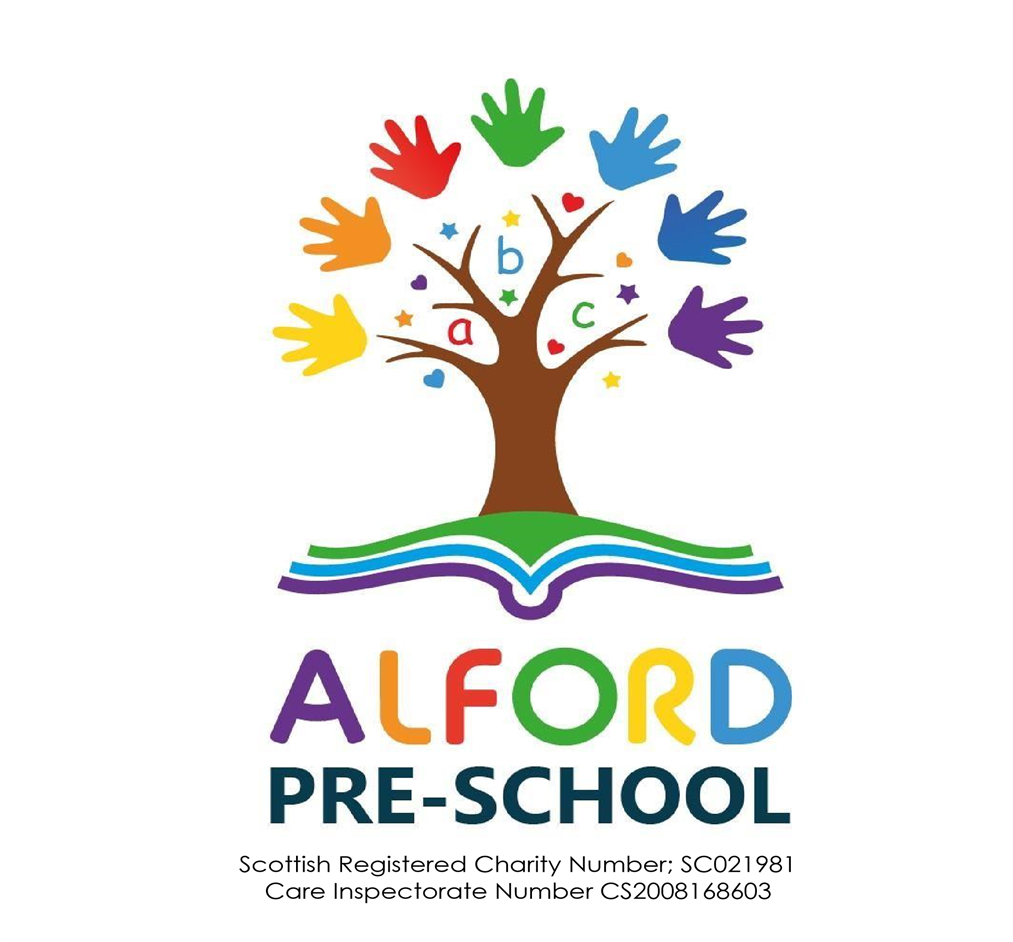 b
a c
ALFORD
PRE-SCHOOL
Scottish Registered Charity Number; SC021981
Care Inspectorate Number CS2008168603